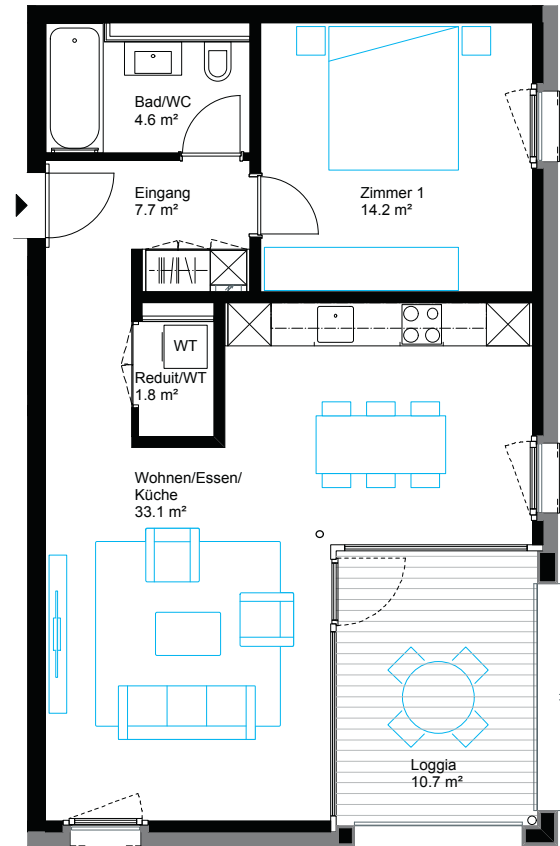 Bad/WC
4.6 m²
Eingang
7.7 m²
Zimmer 1
14.2 m²
WT
Reduit/WT
1.8 m²
Wohnen/Essen/
Küche
33.1 m²
Loggia
10.7 m²